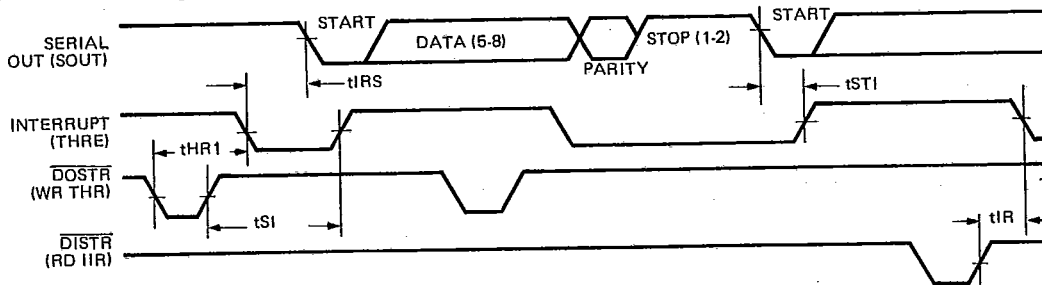 START
START
SERIAL
OUT (SOUT)
DATA (5-8)
PARITY
STOP (1-2)
tIRS
tSTI
INTERRUPT
(THRE)
tHR1
DOSTR
(WR THR)
tSI
tIR
DISTR
(RD IIR)